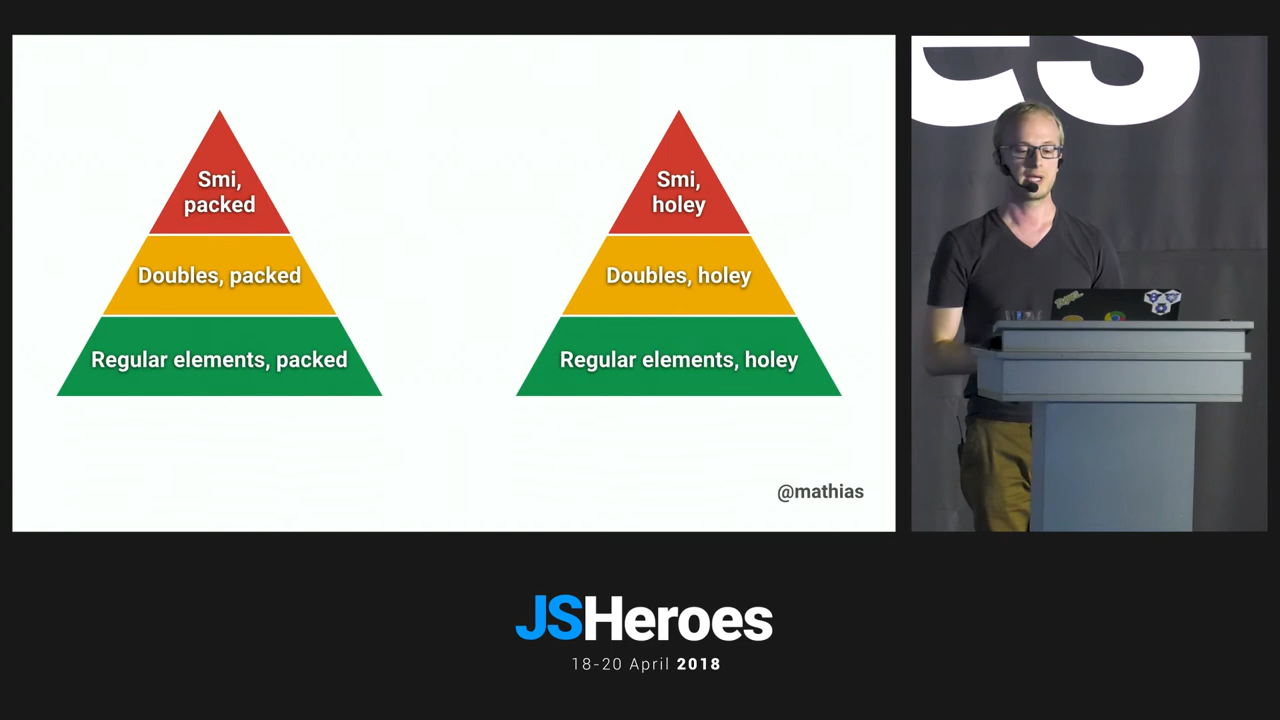 Smi,
packed
Doubles, packed
Regular elements, packed
Smi,
holey
Doubles, holey
Regular elements, holey
@mathias
es
JSHeroes
18-20 April 2018